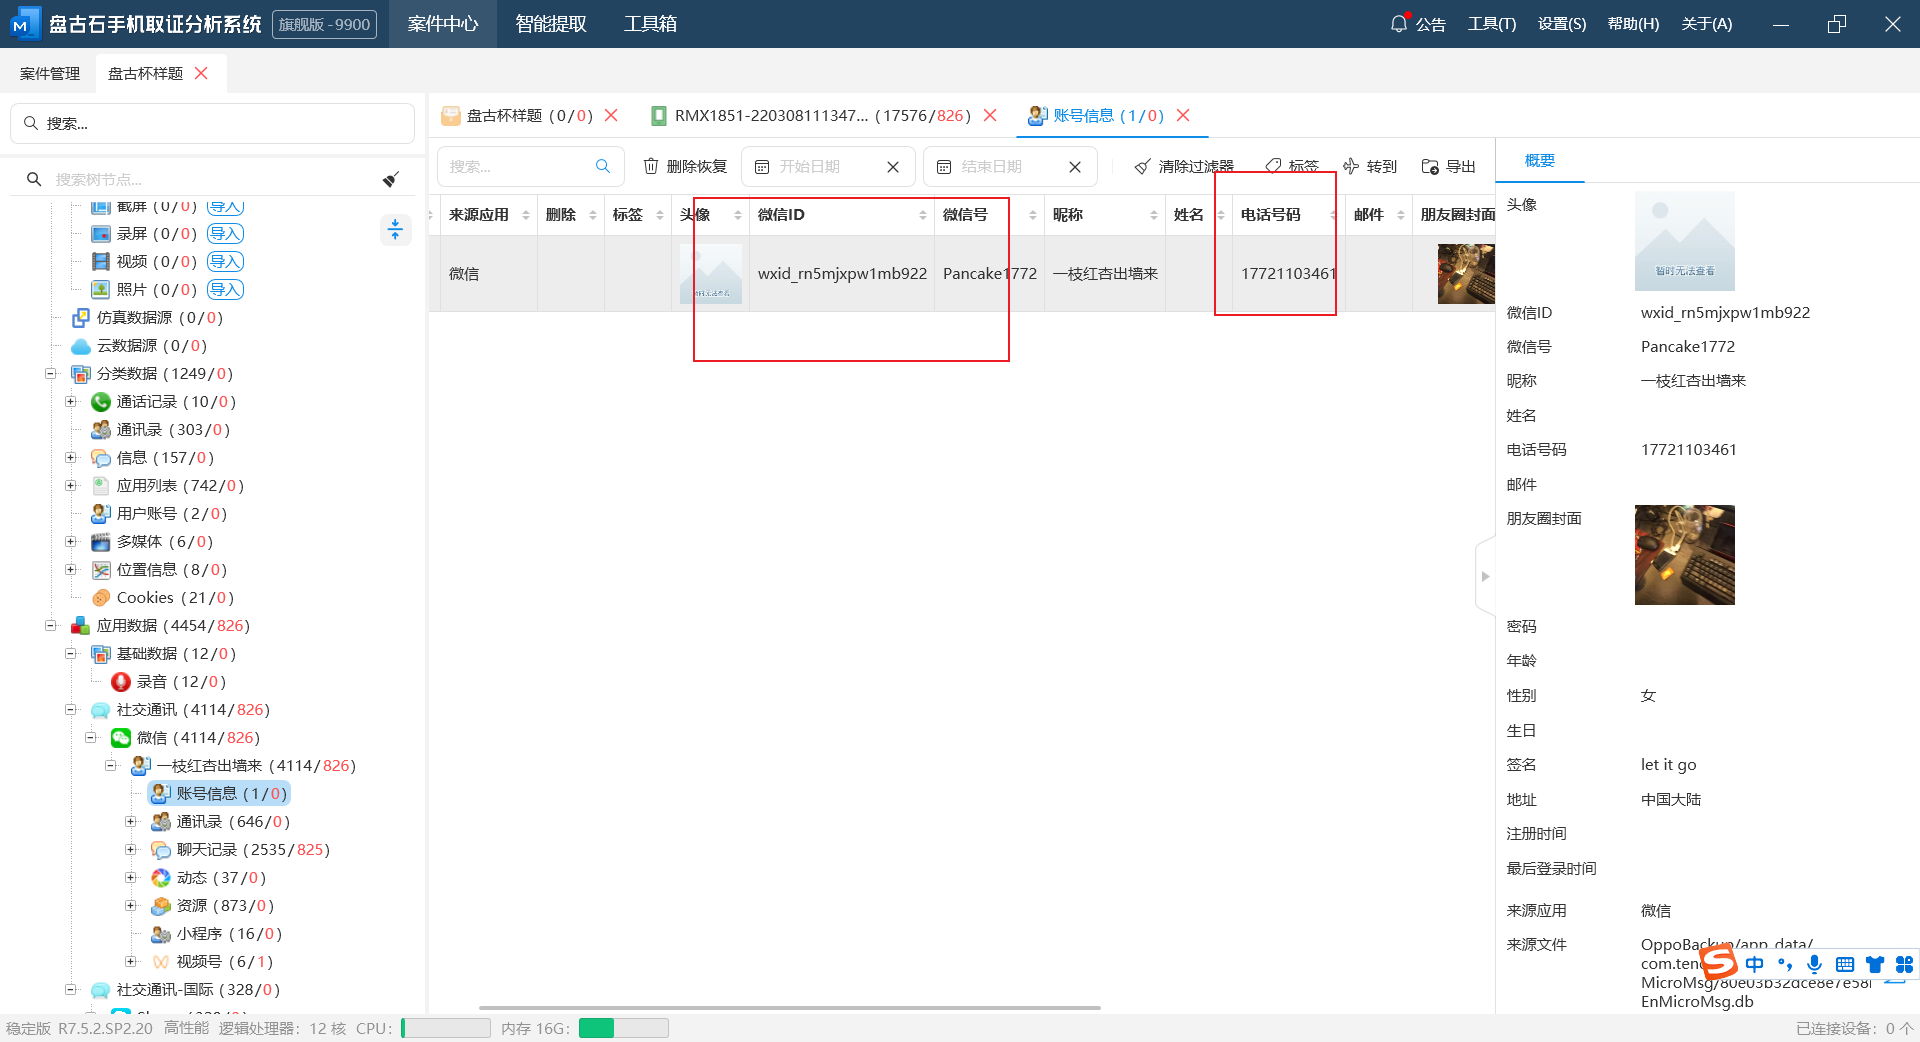 盘古石手机取证分析系统 旗舰版 -9900 案件中心 智能提取 工具箱 公告 工具(T) 设置(S) 帮助(H) 关于(A)
案件管理 盘古杯样题
搜索...
盘古杯样题 (0/0) RMX1851-220308111347... (17576/826) 账号信息 (1/0)
搜索树节点...
搜索... 删除恢复 开始日期 结束日期 清除过滤器 标签 转到 导出
概要
截屏 (0/0) 导入
录屏 (0/0) 导入
视频 (0/0) 导入
照片 (0/0) 导入
仿真数据源 (0/0)
云数据源 (0/0)
分类数据 (1249/0)
通话记录 (10/0)
通讯录 (303/0)
信息 (157/0)
应用列表 (742/0)
用户账号 (2/0)
多媒体 (6/0)
位置信息 (8/0)
Cookies (21/0)
应用数据 (4454/826)
基础数据 (12/0)
录音 (12/0)
社交通讯 (4114/826)
微信 (4114/826)
一枝红杏出墙来 (4114/826)
账号信息 (1/0)
通讯录 (646/0)
聊天记录 (2535/825)
动态 (37/0)
资源 (873/0)
小程序 (16/0)
视频号 (6/1)
社交通讯-国际 (328/0)
来源应用 删除 标签 头像 微信ID 微信号 昵称 姓名 电话号码 邮件 朋友圈封面
微信 wxid_rn5mjxpw1mb922 Pancake1772 一枝红杏出墙来 17721103461
头像
暂时无法查看
微信ID wxid_rn5mjxpw1mb922
微信号 Pancake1772
昵称 一枝红杏出墙来
姓名
电话号码 17721103461
邮件
朋友圈封面
密码
年龄
性别 女
生日
签名 let it go
地址 中国大陆
注册时间
最后登录时间
来源应用 微信
来源文件 OppoBackup/app_data/
com.tenc
MicroMsg/80e03b32dce8e7e58
EnMicroMsg.db
中
稳定版 R7.5.2.SP2.20 高性能 逻辑处理器: 12 核 CPU: 内存 16G: 已连接设备: 0 个